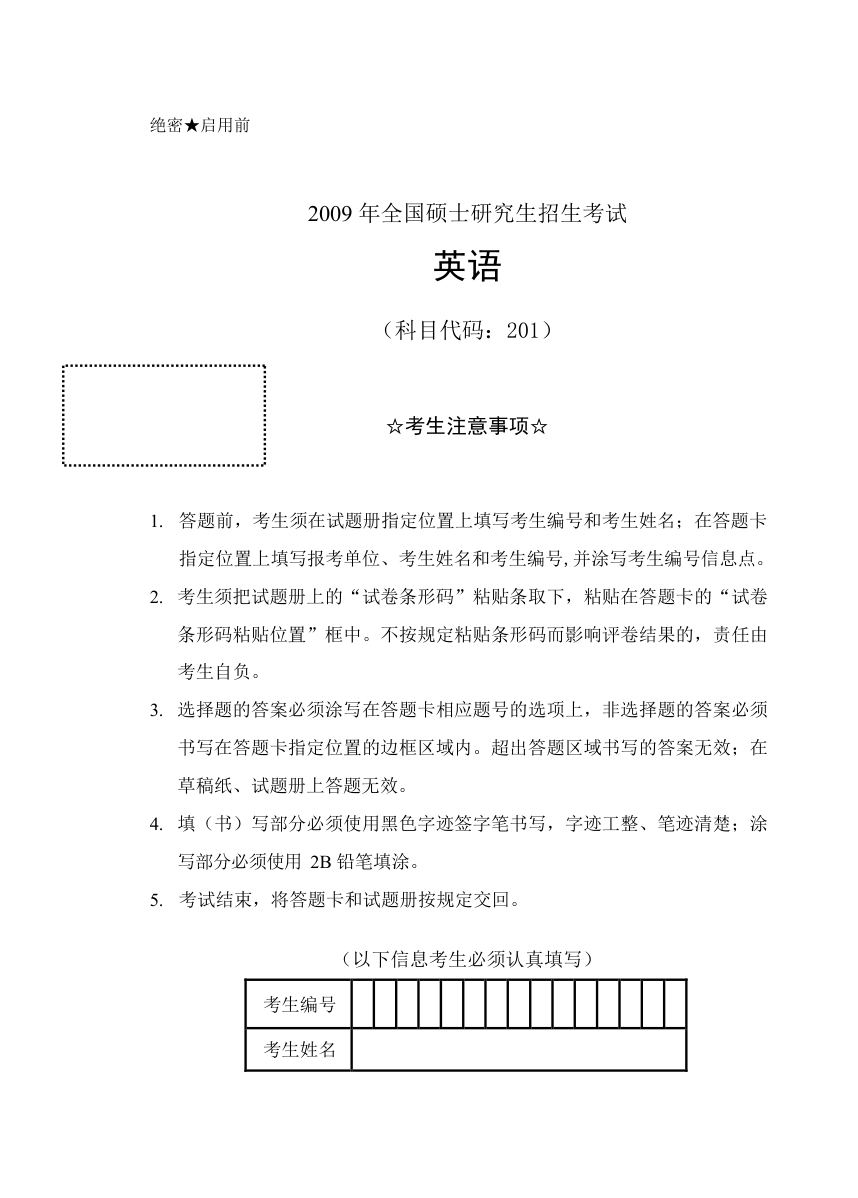 绝密★启用前
2009 年全国硕士研究生招生考试
英语
（科目代码：201）
☆考生注意事项☆
1. 答题前，考生须在试题册指定位置上填写考生编号和考生姓名；在答题卡
指定位置上填写报考单位、考生姓名和考生编号,并涂写考生编号信息点。
2. 考生须把试题册上的“试卷条形码”粘贴条取下，粘贴在答题卡的“试卷
条形码粘贴位置”框中。不按规定粘贴条形码而影响评卷结果的，责任由
考生自负。
3. 选择题的答案必须涂写在答题卡相应题号的选项上，非选择题的答案必须
书写在答题卡指定位置的边框区域内。超出答题区域书写的答案无效；在
草稿纸、试题册上答题无效。
4. 填（书）写部分必须使用黑色字迹签字笔书写，字迹工整、笔迹清楚；涂
写部分必须使用 2B 铅笔填涂。
5. 考试结束，将答题卡和试题册按规定交回。
（以下信息考生必须认真填写）
考生编号
考生姓名